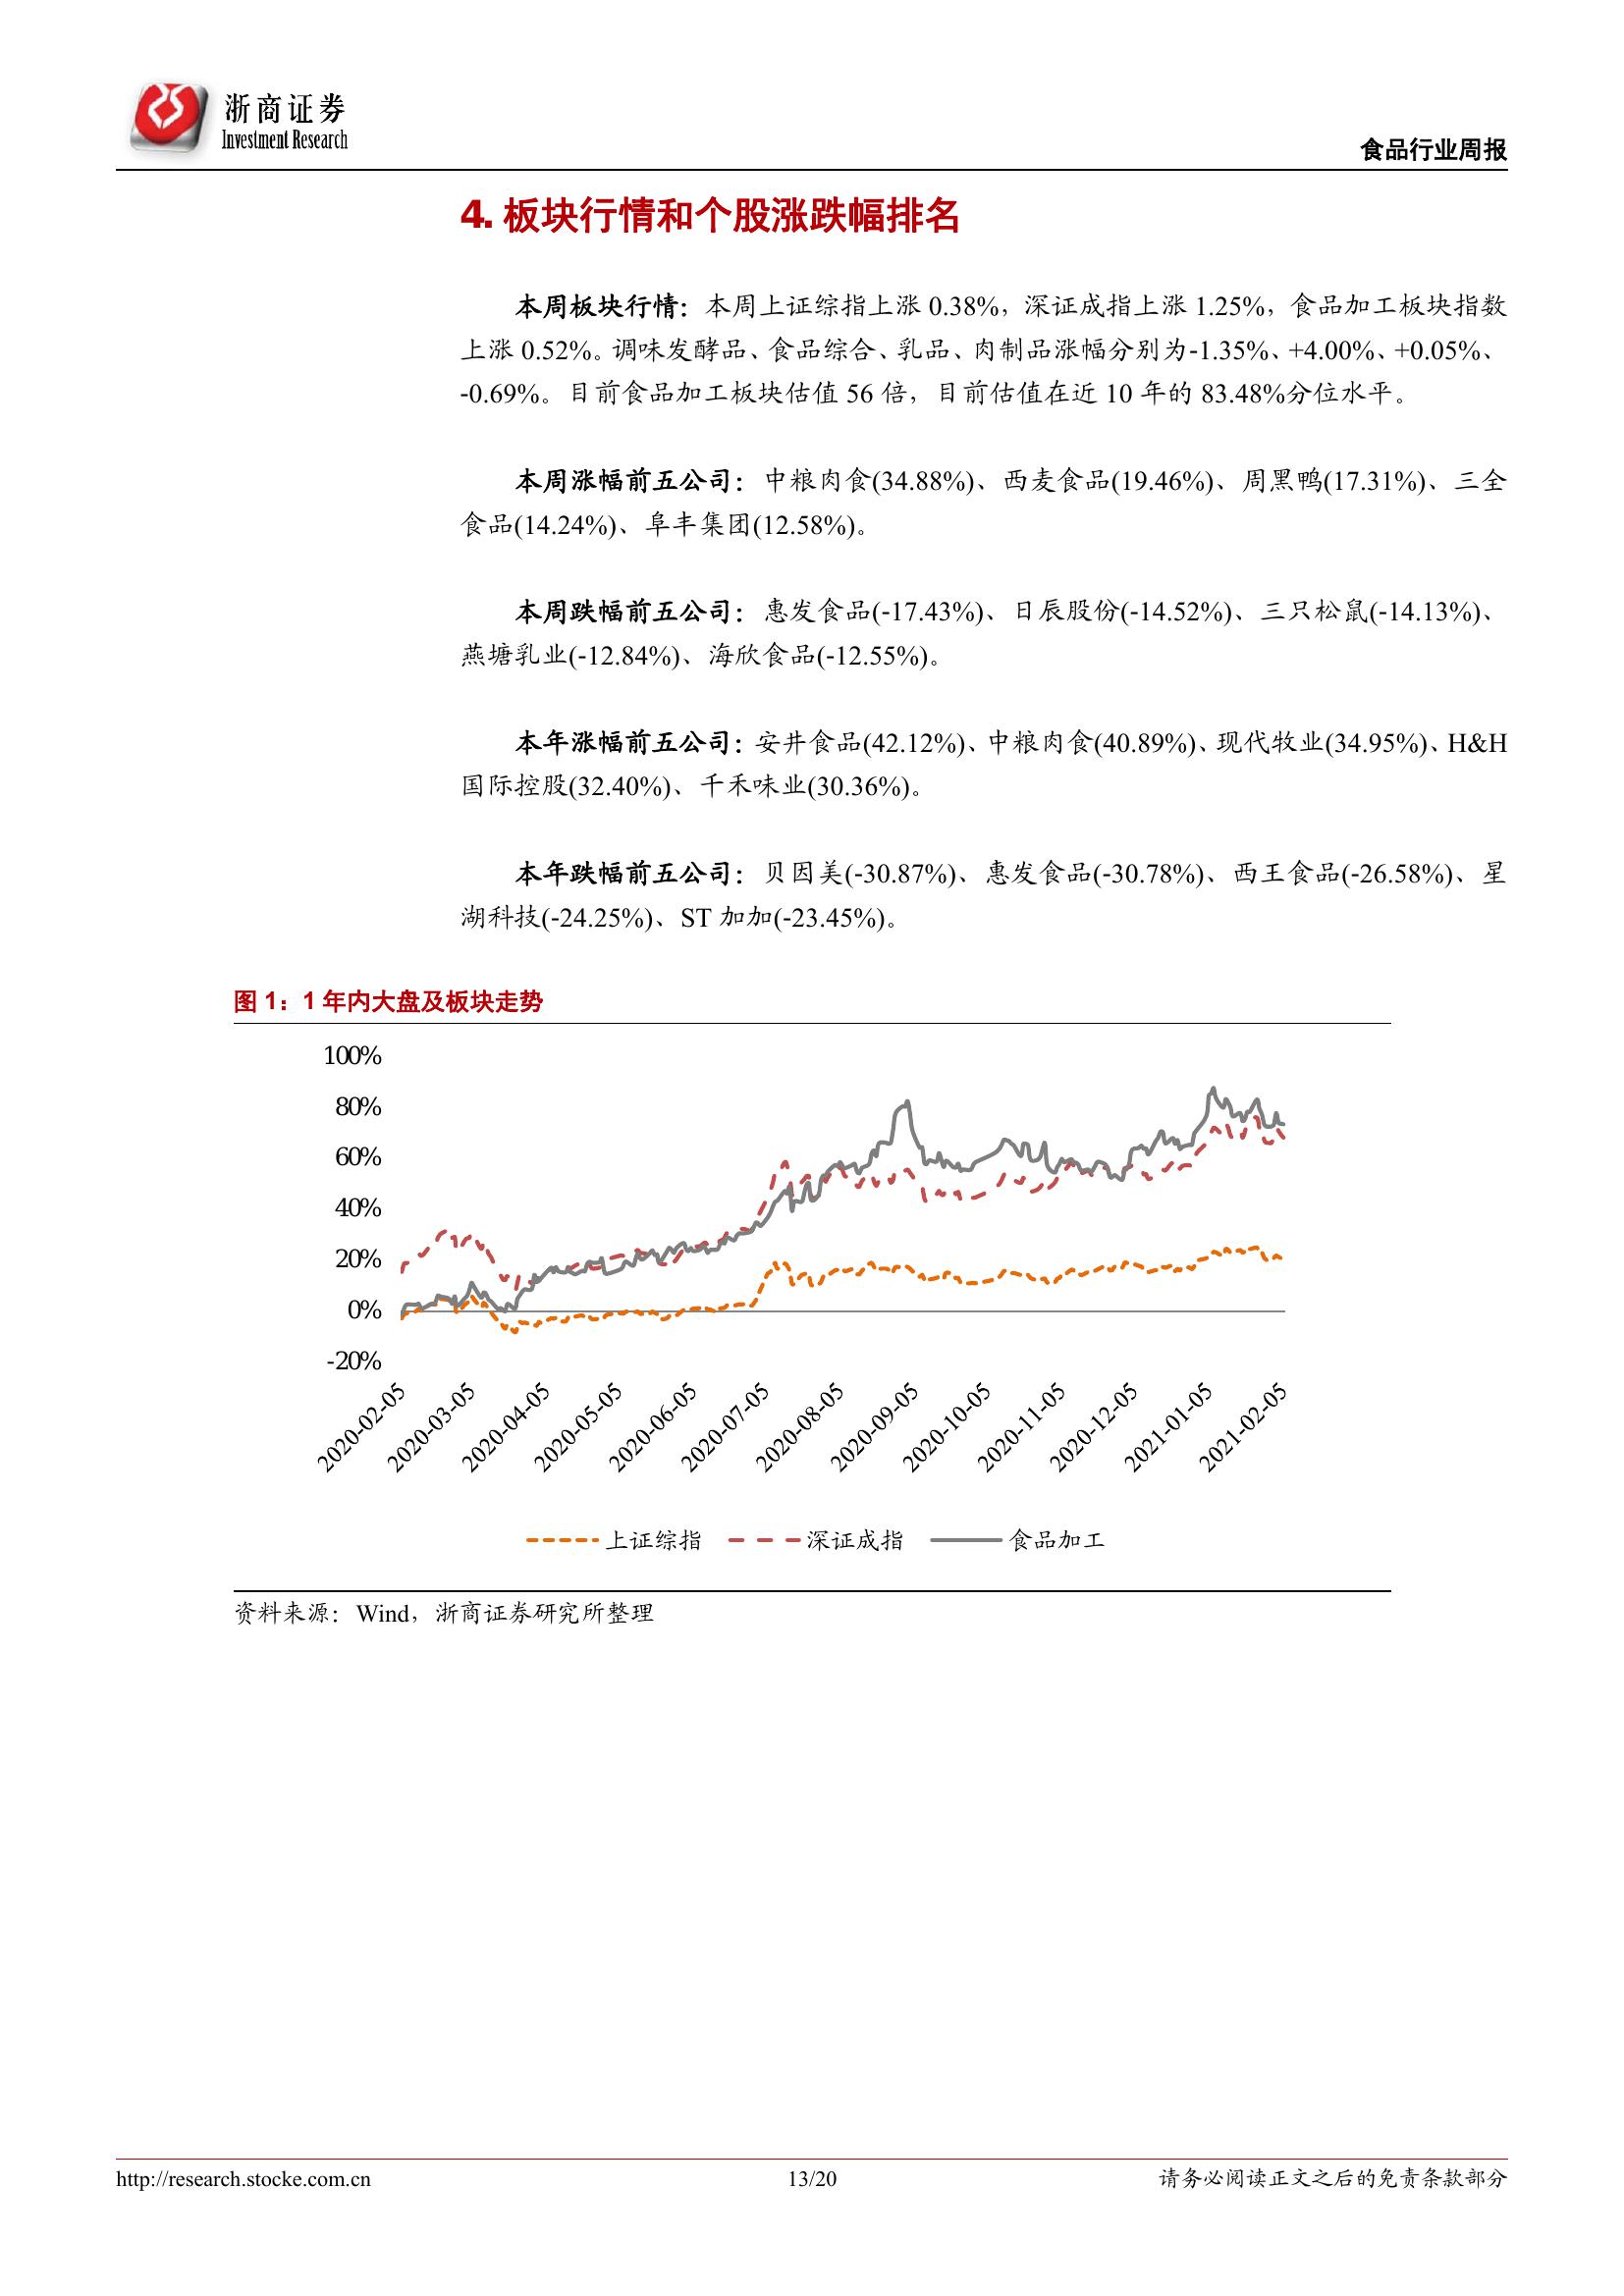 浙商证券
Investment Research
食品行业周报
4. 板块行情和个股涨跌幅排名
本周板块行情：本周上证综指上涨 0.38%，深证成指上涨 1.25%，食品加工板块指数
上涨 0.52%。调味发酵品、食品综合、乳品、肉制品涨幅分别为-1.35%、+4.00%、+0.05%、
-0.69%。目前食品加工板块估值 56 倍，目前估值在近 10 年的 83.48%分位水平。
本周涨幅前五公司：中粮肉食(34.88%)、西麦食品(19.46%)、周黑鸭(17.31%)、三全
食品(14.24%)、阜丰集团(12.58%)。
本周跌幅前五公司：惠发食品(-17.43%)、日辰股份(-14.52%)、三只松鼠(-14.13%)、
燕塘乳业(-12.84%)、海欣食品(-12.55%)。
本年涨幅前五公司：安井食品(42.12%)、中粮肉食(40.89%)、现代牧业(34.95%)、H&H
国际控股(32.40%)、千禾味业(30.36%)。
本年跌幅前五公司：贝因美(-30.87%)、惠发食品(-30.78%)、西王食品(-26.58%)、星
湖科技(-24.25%)、ST 加加(-23.45%)。
图 1：1 年内大盘及板块走势
100%
80%
60%
40%
20%
0%
-20%
2020-02-05
2020-03-05
2020-04-05
2020-05-05
2020-06-05
2020-07-05
2020-08-05
2020-09-05
2020-10-05
2020-11-05
2020-12-05
2021-01-05
2021-02-05
上证综指 深证成指 食品加工
资料来源：Wind，浙商证券研究所整理
http://research.stocke.com.cn 13/20 请务必阅读正文之后的免责条款部分